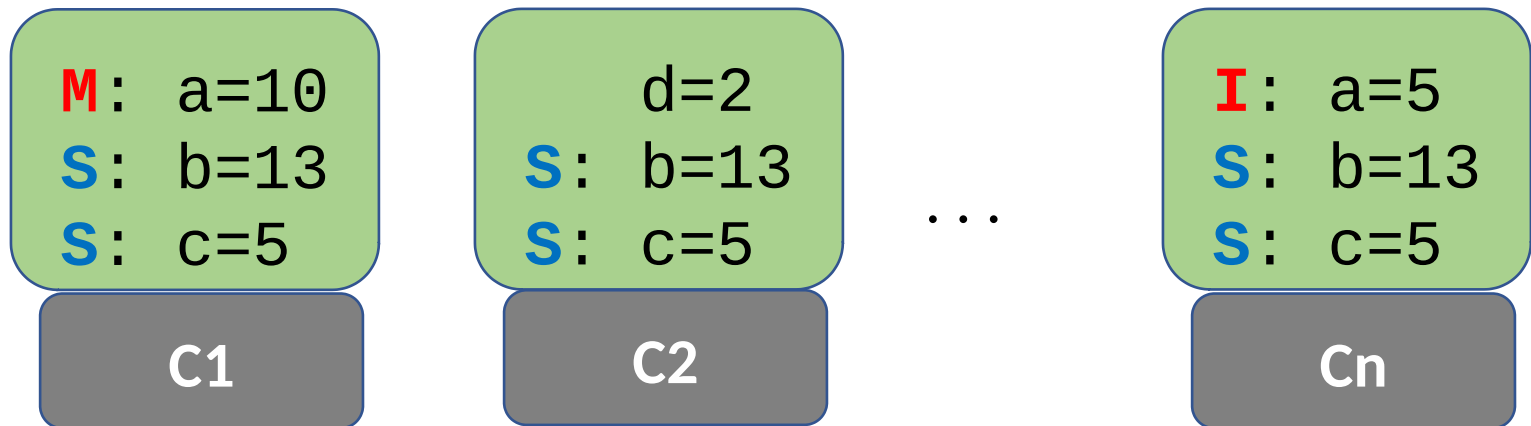 M: a=10
S: b=13
S: c=5
C1
d=2
S: b=13
S: c=5
C2
...
I: a=5
S: b=13
S: c=5
Cn